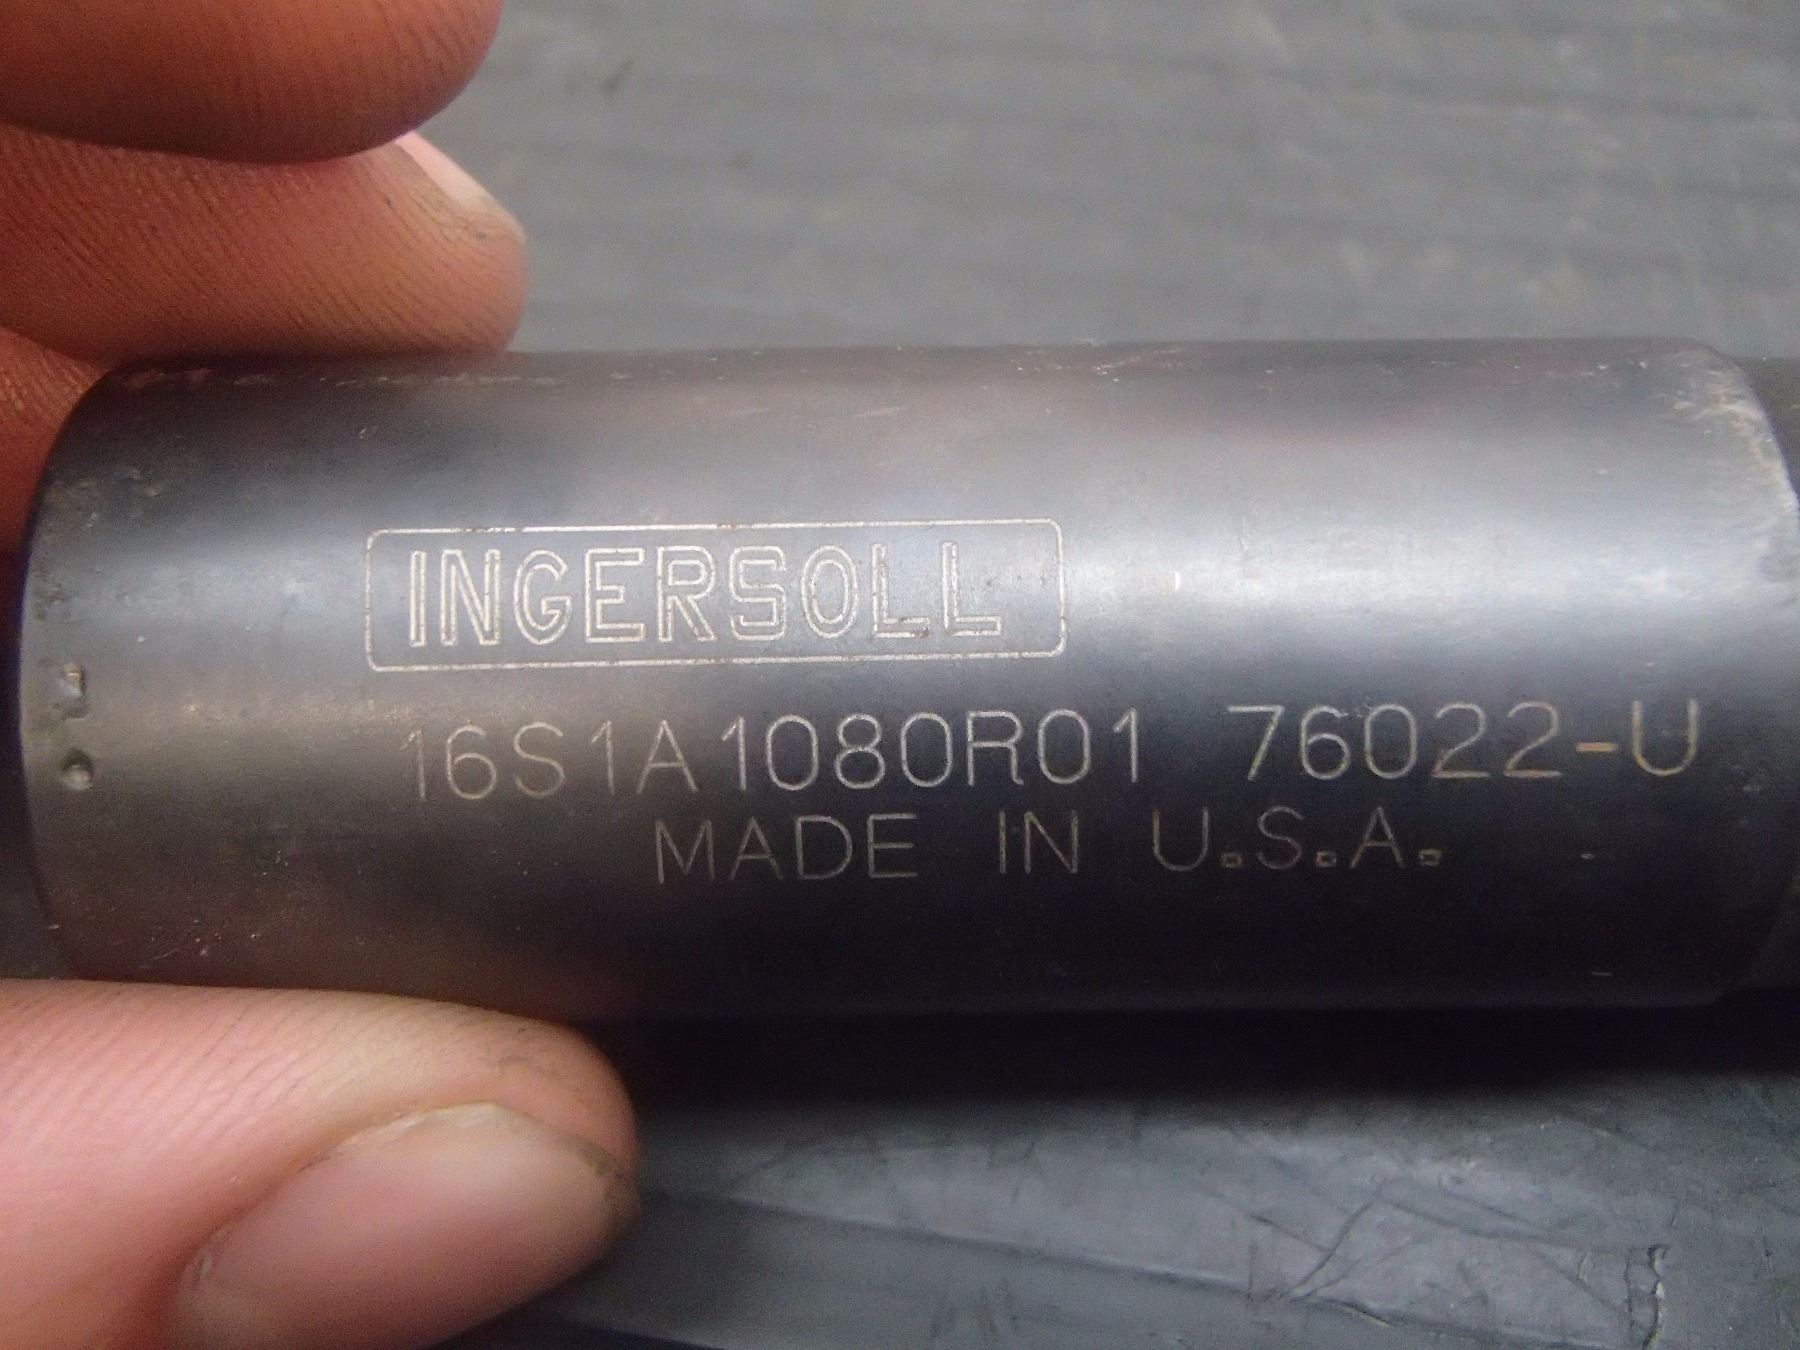 INGERSOLL
16S1A1080R01 76022-U
MADE IN U.S.A.